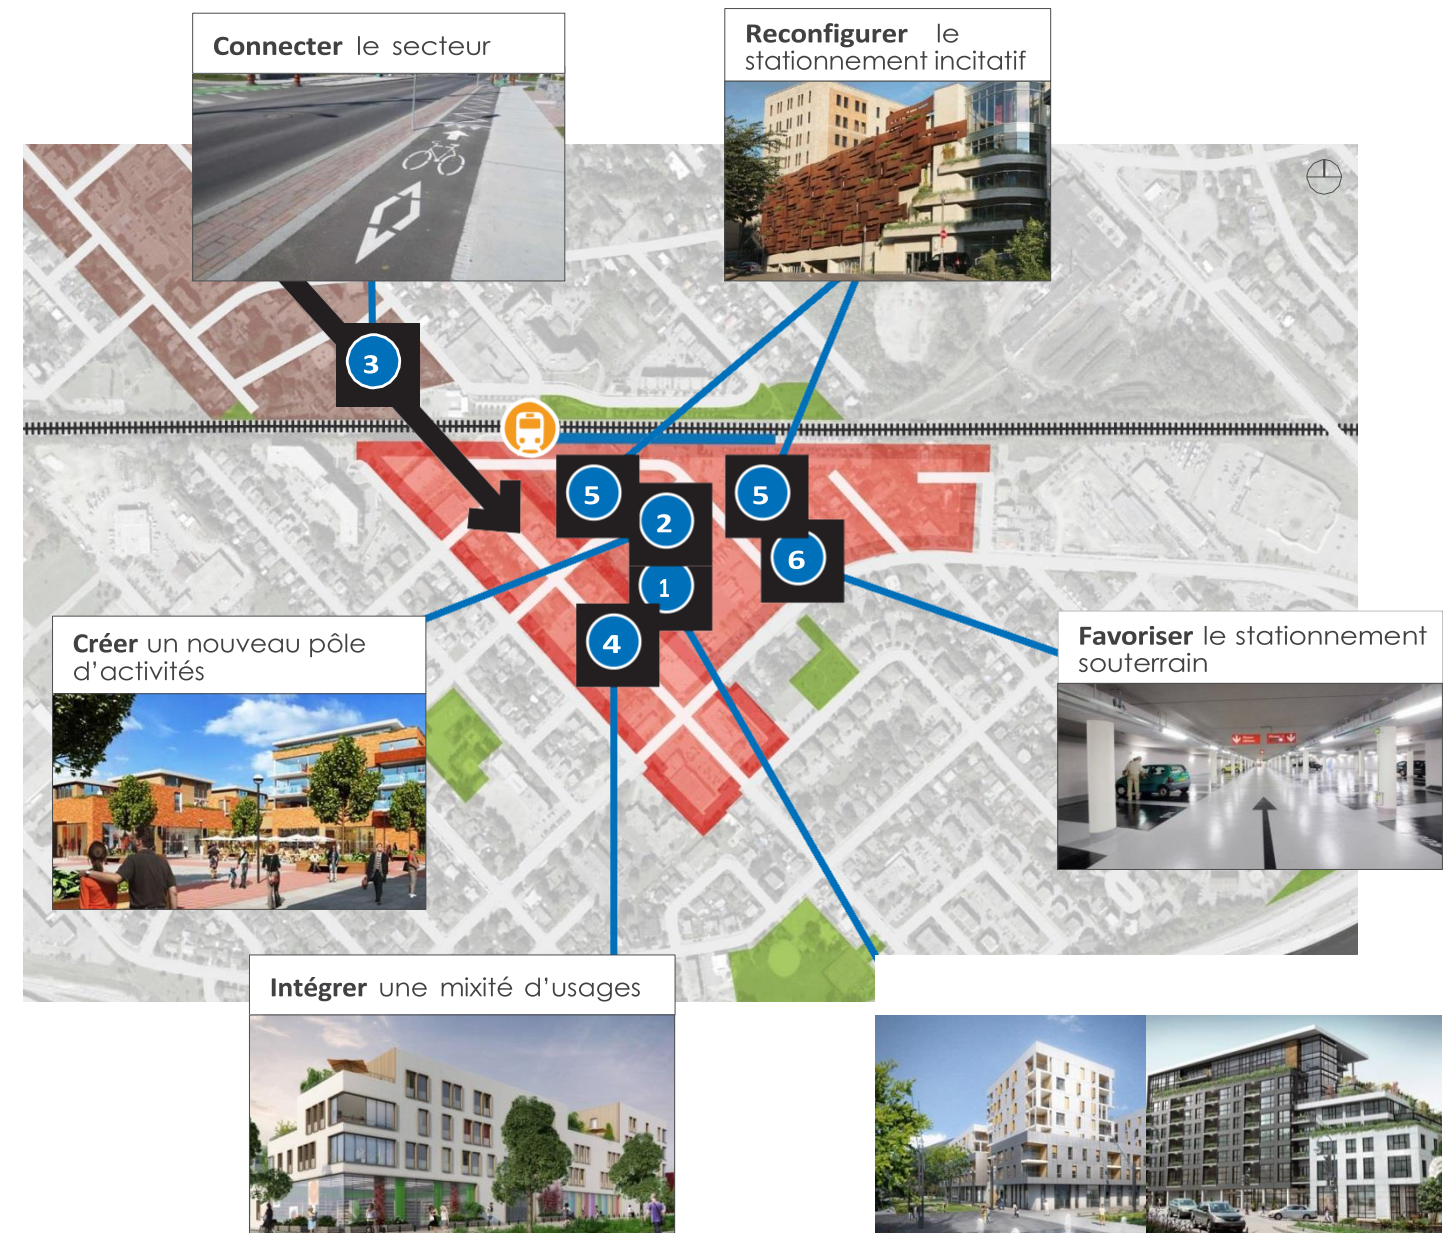 Connecter le secteur
Reconfigurer le
stationnement incitatif
3
5
5
2
6
1
4
Créer un nouveau pôle
d'activités
Favoriser le stationnement
souterrain
Intégrer une mixité d'usages